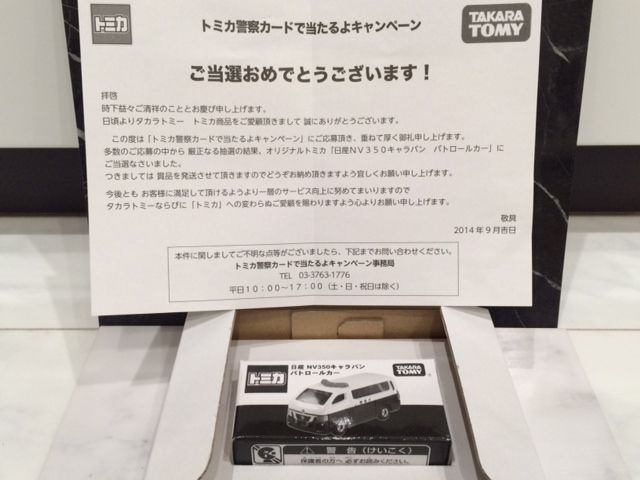 トミカ
トミカ警察カードで当たるよキャンペーン
TAKARA TOMY
ご当選おめでとうございます！
拝啓
時下益々ご清祥のこととお慶び申し上げます。
日頃よりタカラトミー　トミカ商品をご愛顧頂きまして 誠にありがとうございます。
この度は「トミカ警察カードで当たるよキャンペーン」にご応募頂き、重ねて厚く御礼申し上げます。
多数のご応募の中から 厳正なる抽選の結果、オリジナルトミカ「日産ＮＶ３５０キャラバン　パトロールカー」に
ご当選なさいました。
つきましては 賞品を発送させて頂きますのでどうぞお納め頂きますよう宜しくお願い申し上げます。
今後とも お客様に満足して頂けるようより一層のサービス向上に努めてまいりますので
タカラトミーならびに「トミカ」への変わらぬご愛顧を賜わりますよう心よりお願い申し上げます。
敬具
2014 年 9 月吉日
本件に関しましてご不明な点等がございましたら、下記までお問い合わせください。
トミカ警察カードで当たるよキャンペーン事務局
TEL　03-3763-1776
平日１０：００～１７：００（土・日・祝日は除く）
トミカ
日産 NV350キャラバン
パトロールカー
TAKARA TOMY
警 告 (けいこく)
保護者の方へ 必ずお読みください。